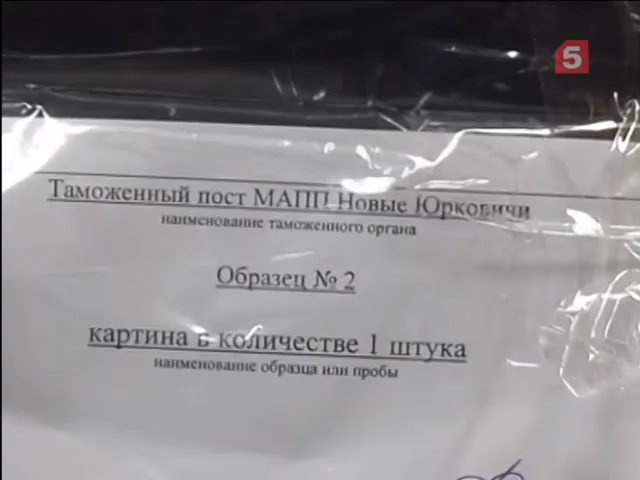 5
Таможенный пост МАПП Новые Юрковичи
наименование таможенного органа
Образец № 2
картина в количестве 1 штука
наименование образца или пробы